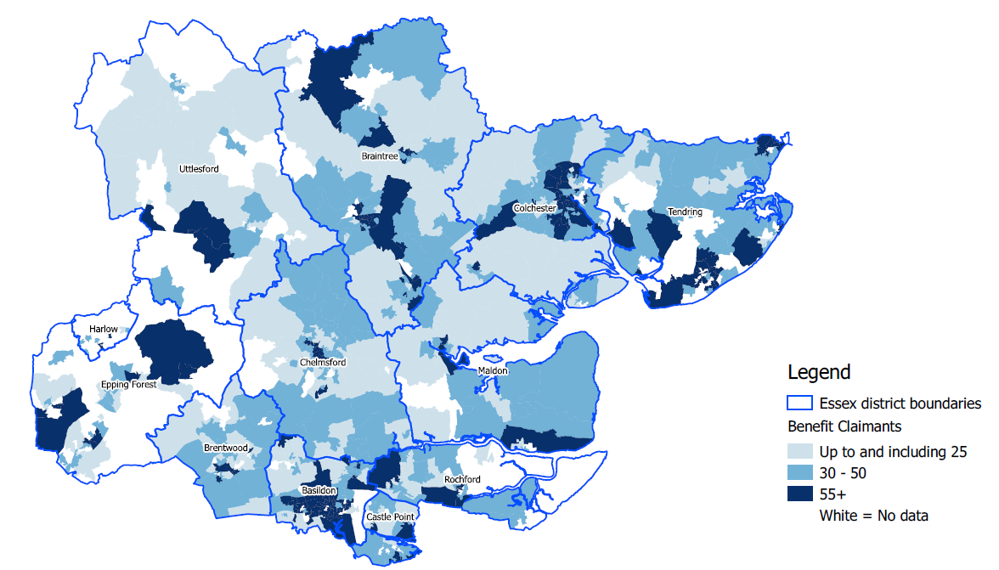 Braintree
Uttlesford
Colchester
Tendring
Harlow
Chelmsford
Maldon
Epping Forest
Brentwood
Rochford
Basildon
Castle Point
Legend
Essex district boundaries
Benefit Claimants
Up to and including 25
30 - 50
55+
White = No data